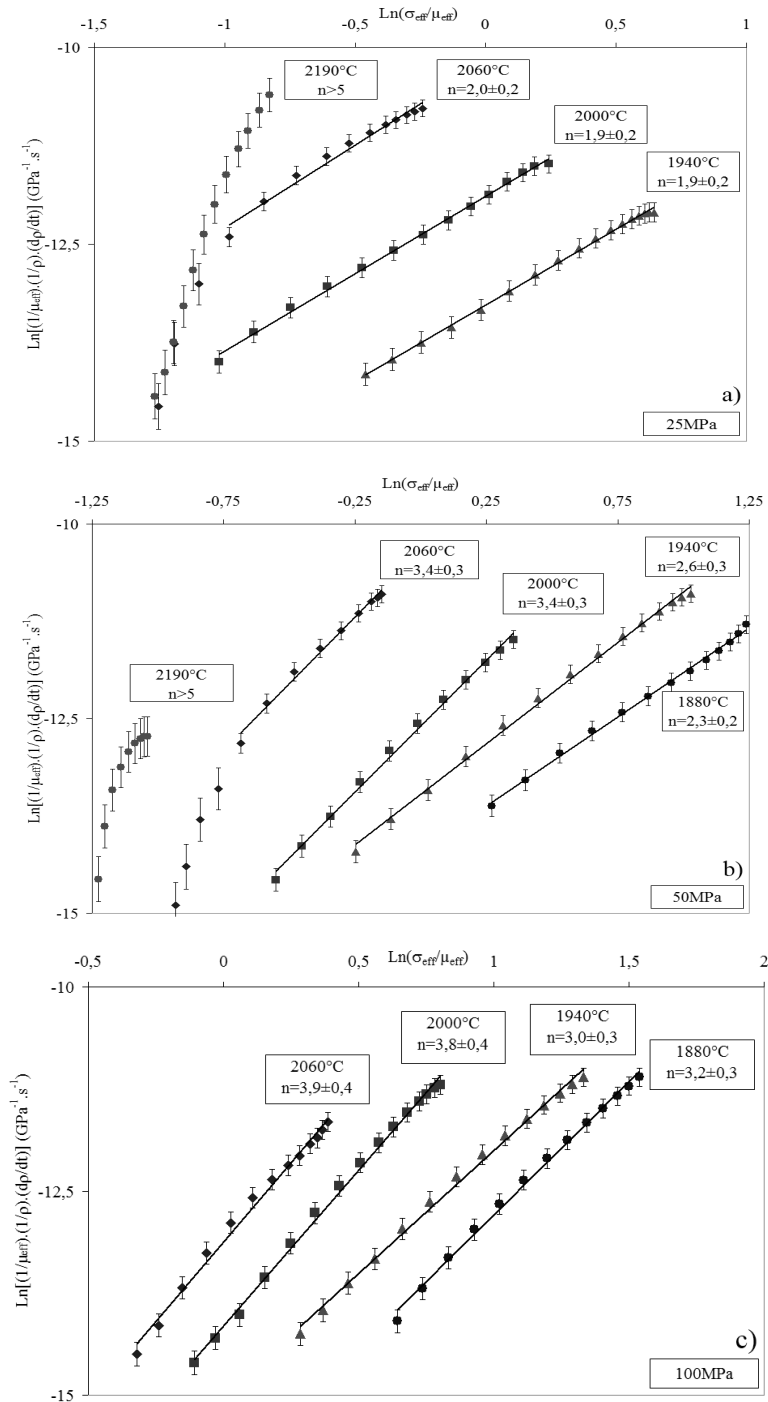 Ln(σeff/μeff)
-1,5 -1 -0,5 0 0,5 1
-10
2190°C
n>5
2060°C
n=2,0±0,2
2000°C
n=1,9±0,2
1940°C
n=1,9±0,2
Ln[(1/μeff).(1/ρ).(dρ/dt)] (GPa-1.s-1)
-12,5
a)
-15
25MPa
Ln(σeff/μeff)
-1,25 -0,75 -0,25 0,25 0,75 1,25
-10
2060°C
n=3,4±0,3
2000°C
n=3,4±0,3
1940°C
n=2,6±0,3
2190°C
n>5
1880°C
n=2,3±0,2
Ln[(1/μeff).(1/ρ).(dρ/dt)] (GPa-1.s-1)
-12,5
b)
-15
50MPa
Ln(σeff/μeff)
-0,5 0 0,5 1 1,5 2
-10
2060°C
n=3,9±0,4
2000°C
n=3,8±0,4
1940°C
n=3,0±0,3
1880°C
n=3,2±0,3
Ln[(1/μeff).(1/ρ).(dρ/dt)] (GPa-1.s-1)
-12,5
c)
-15
100MPa